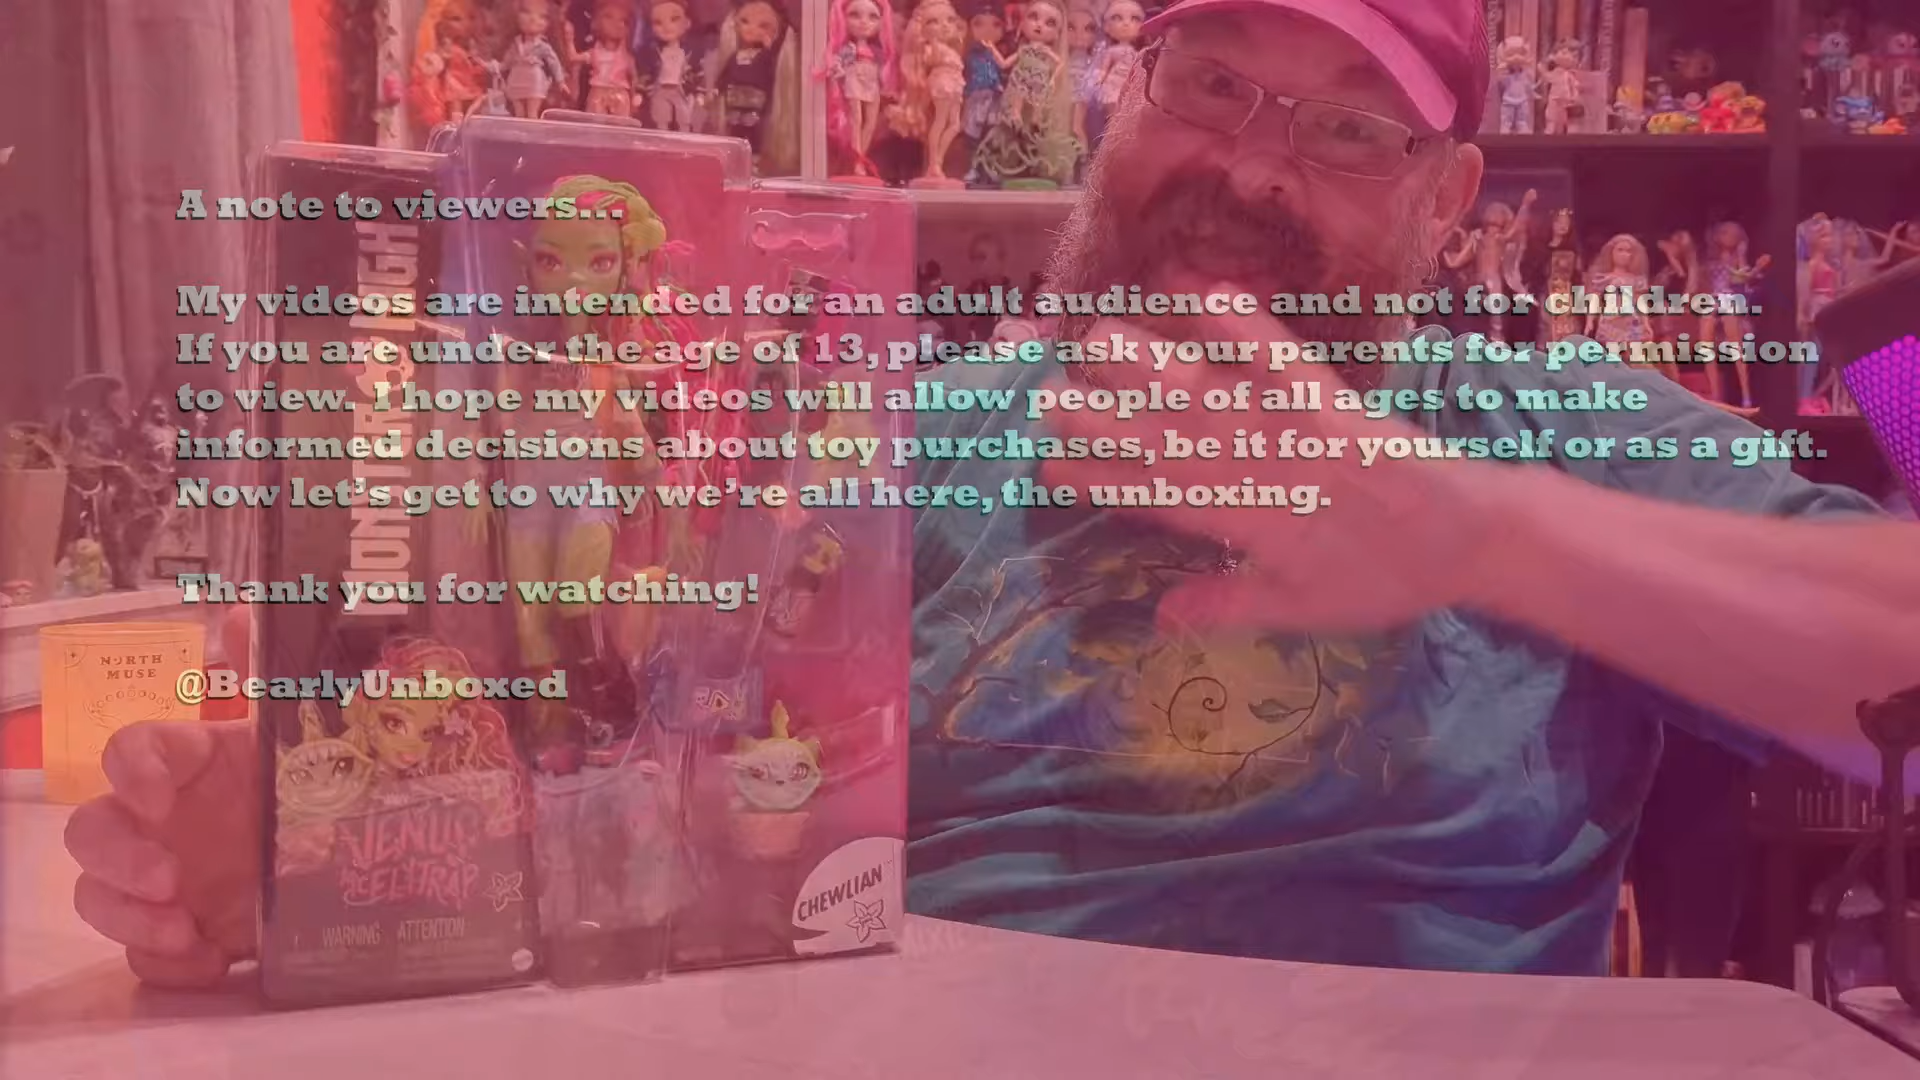 A note to viewers...
My videos are intended for an adult audience and not for children.
If you are under the age of 13, please ask your parents for permission
to view. I hope my videos will allow people of all ages to make
informed decisions about toy purchases, be it for yourself or as a gift.
Now let's get to why we're all here, the unboxing.
Thank you for watching!
@BearlyUnboxed
MONSTER HIGH
NORTH
MUSE
VENUS
McFLYTRAP
WARNING ATTENTION
CHEWLIAN